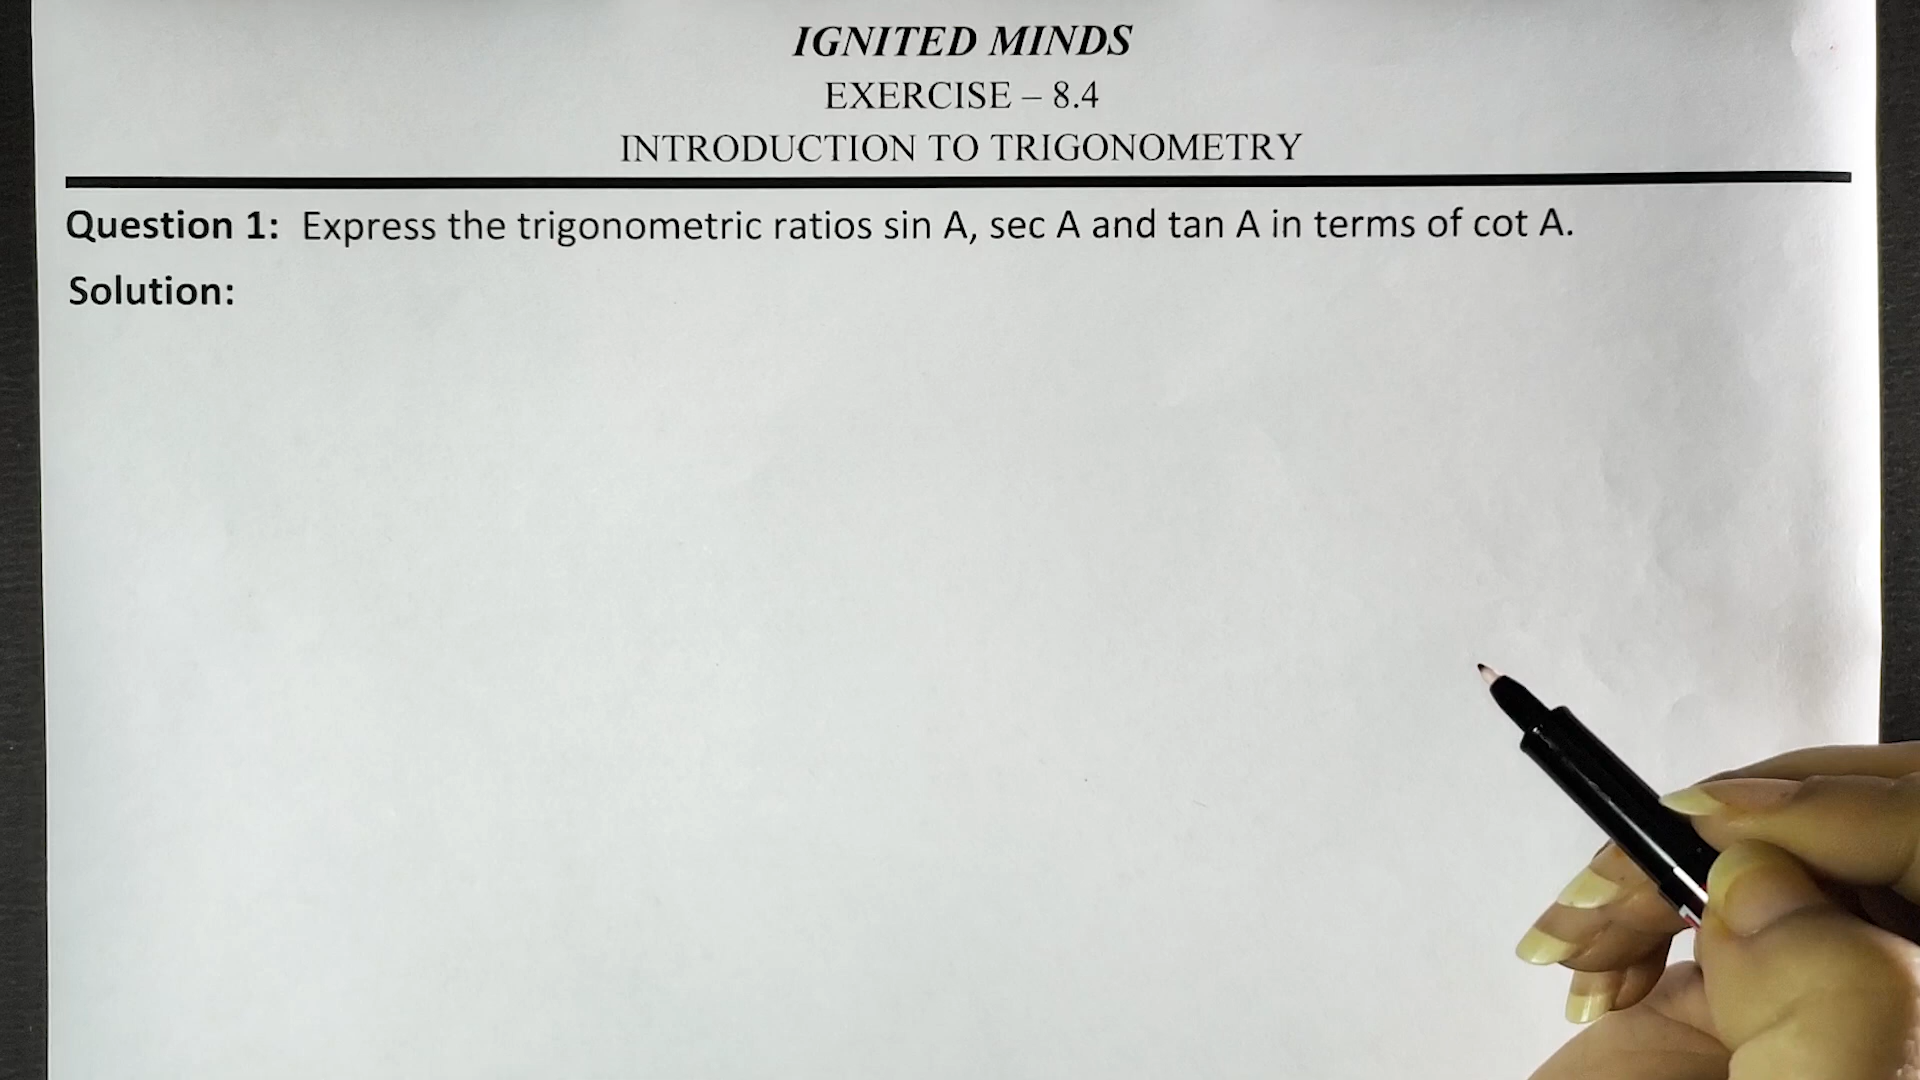 IGNITED MINDS
EXERCISE – 8.4
INTRODUCTION TO TRIGONOMETRY
Question 1: Express the trigonometric ratios sin A, sec A and tan A in terms of cot A.
Solution: